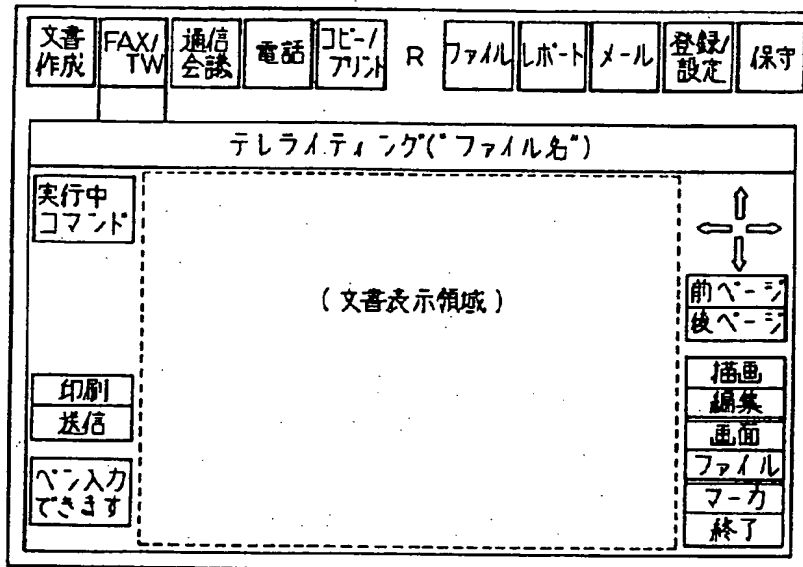 文書
作成
FAX/
TW
通信
会議
電話
コピー/
プリント
R
ファイル
レポート
メール
登録/
設定
保守
テレライティング("ファイル名")
実行中
コマンド
(文書表示領域)
前ページ
後ページ
印刷
送信
描画
編集
画面
ファイル
マーカ
終了
ペン入力
できます